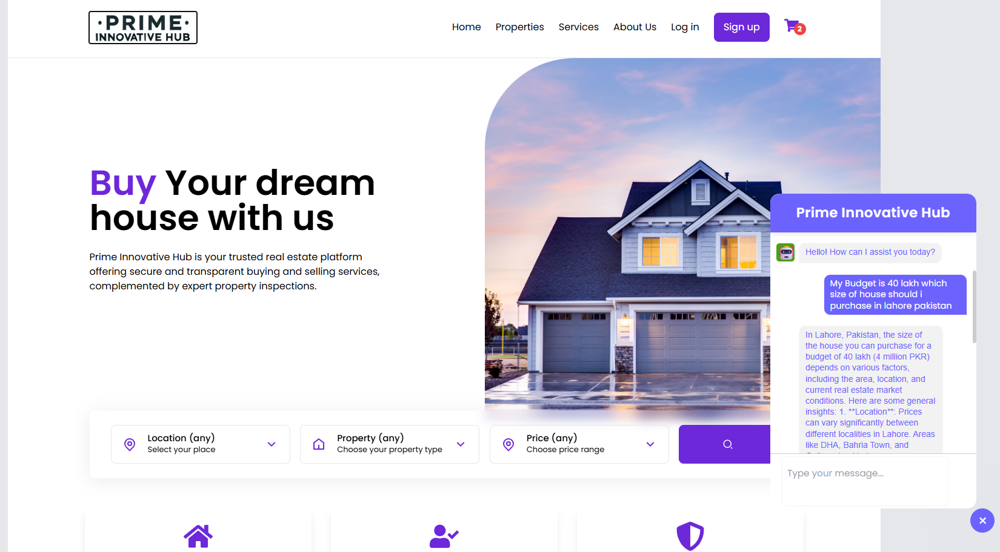 ·PRIME·
INNOVATIVE HUB
Home Properties Services About Us Log in Sign up 2
Buy Your dream
house with us
Prime Innovative Hub is your trusted real estate platform
offering secure and transparent buying and selling services,
complemented by expert property inspections.
Location (any)
Select your place
Property (any)
Choose your property type
Price (any)
Choose price range
Prime Innovative Hub
Hello! How can I assist you today?
My Budget is 40 lakh which
size of house should i
purchase in lahore pakistan
In Lahore, Pakistan, the size of
the house you can purchase for a
budget of 40 lakh (4 million PKR)
depends on various factors,
including the area, location, and
current real estate market
conditions. Here are some general
insights: 1. **Location**: Prices
can vary significantly between
different localities in Lahore. Areas
like DHA, Bahria Town, and
Type your message...